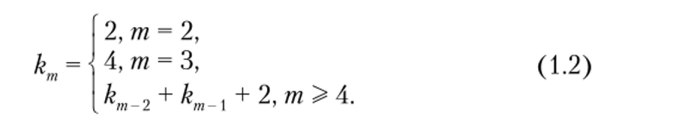 2, m = 2,
k_m = { 4, m = 3, (1.2)
k_{m−2} + k_{m−1} + 2, m ⩾ 4.